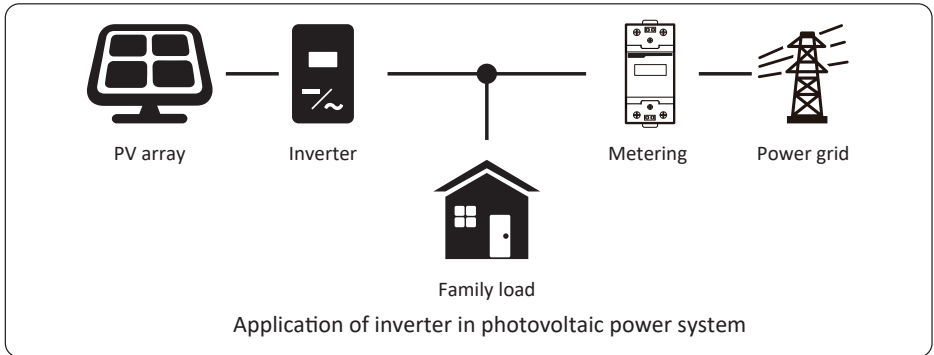 PV array
Inverter
Metering
Power grid
Family load
Application of inverter in photovoltaic power system